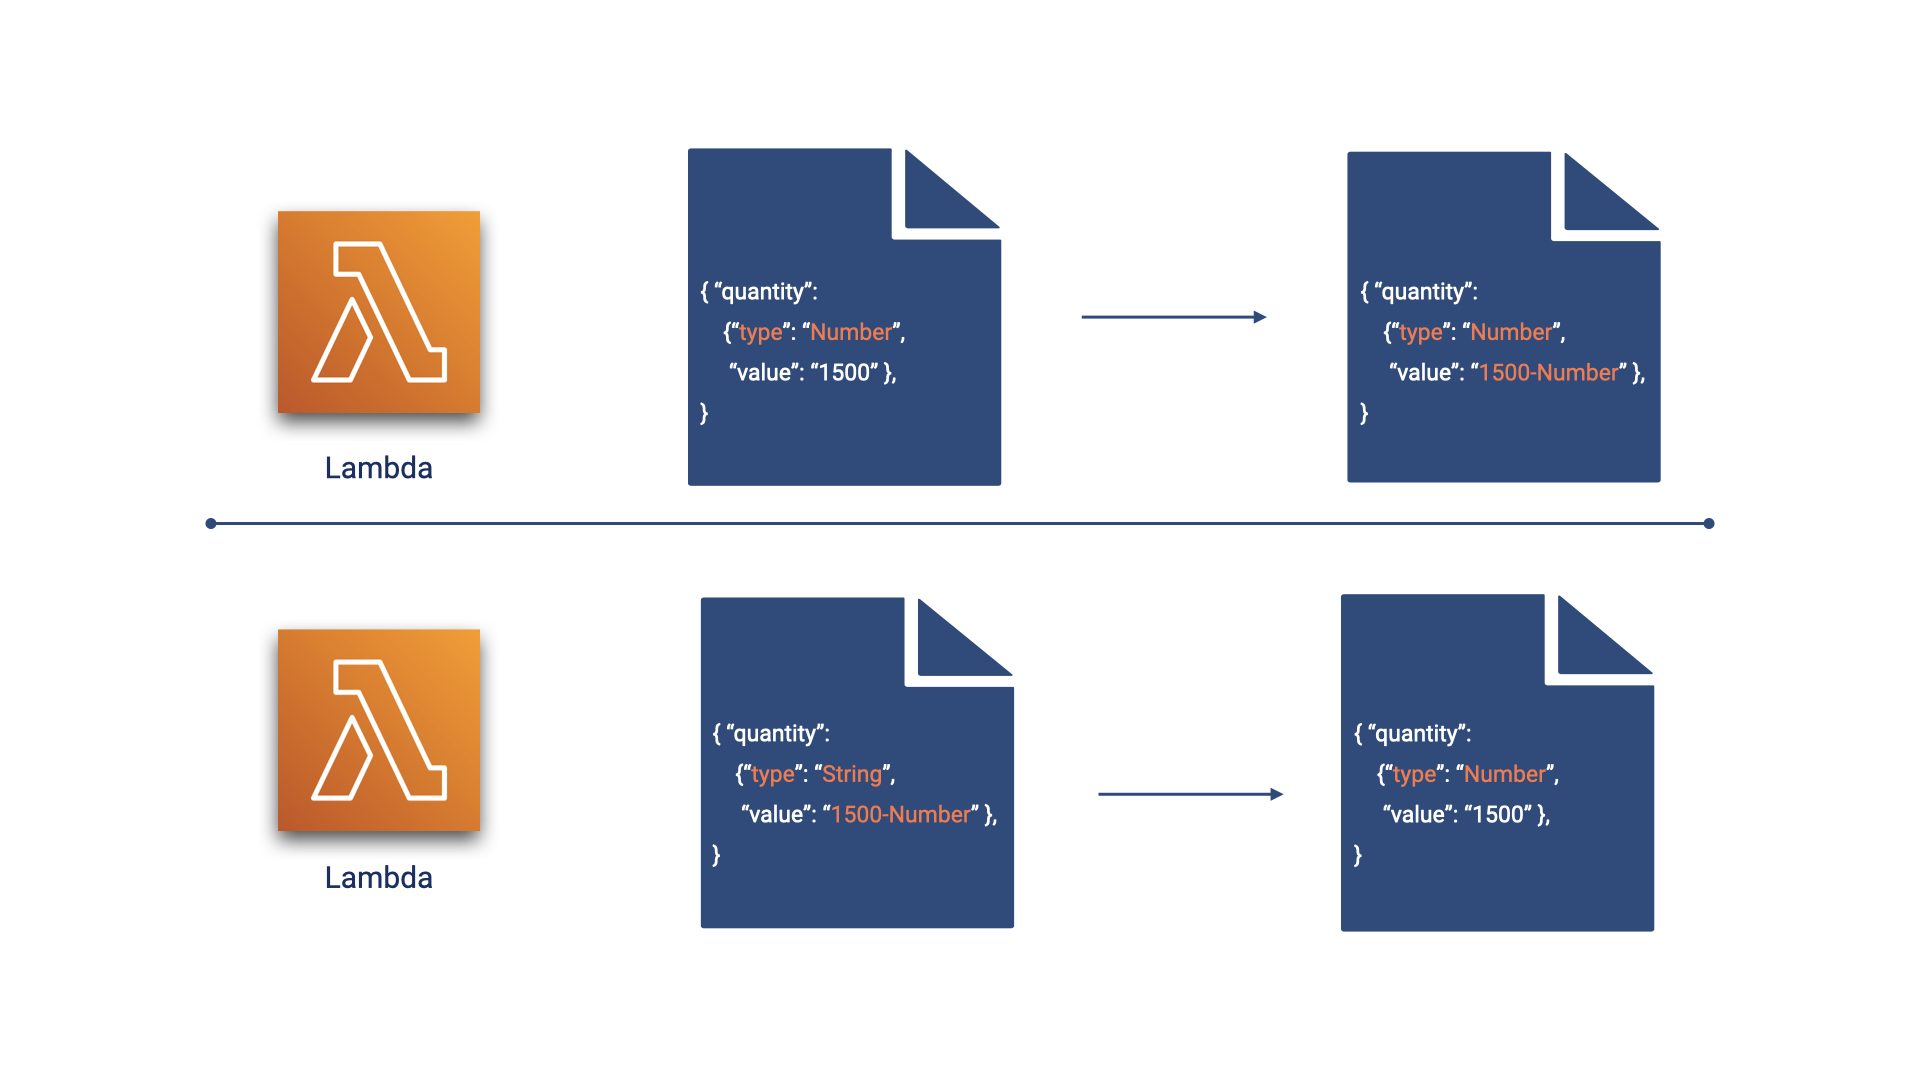 { “quantity”:
{“type”: “Number”,
“value”: “1500” },
}
{ “quantity”:
{“type”: “Number”,
“value”: “1500-Number” },
}
Lambda
{ “quantity”:
{“type”: “String”,
“value”: “1500-Number” },
}
{ “quantity”:
{“type”: “Number”,
“value”: “1500” },
}
Lambda